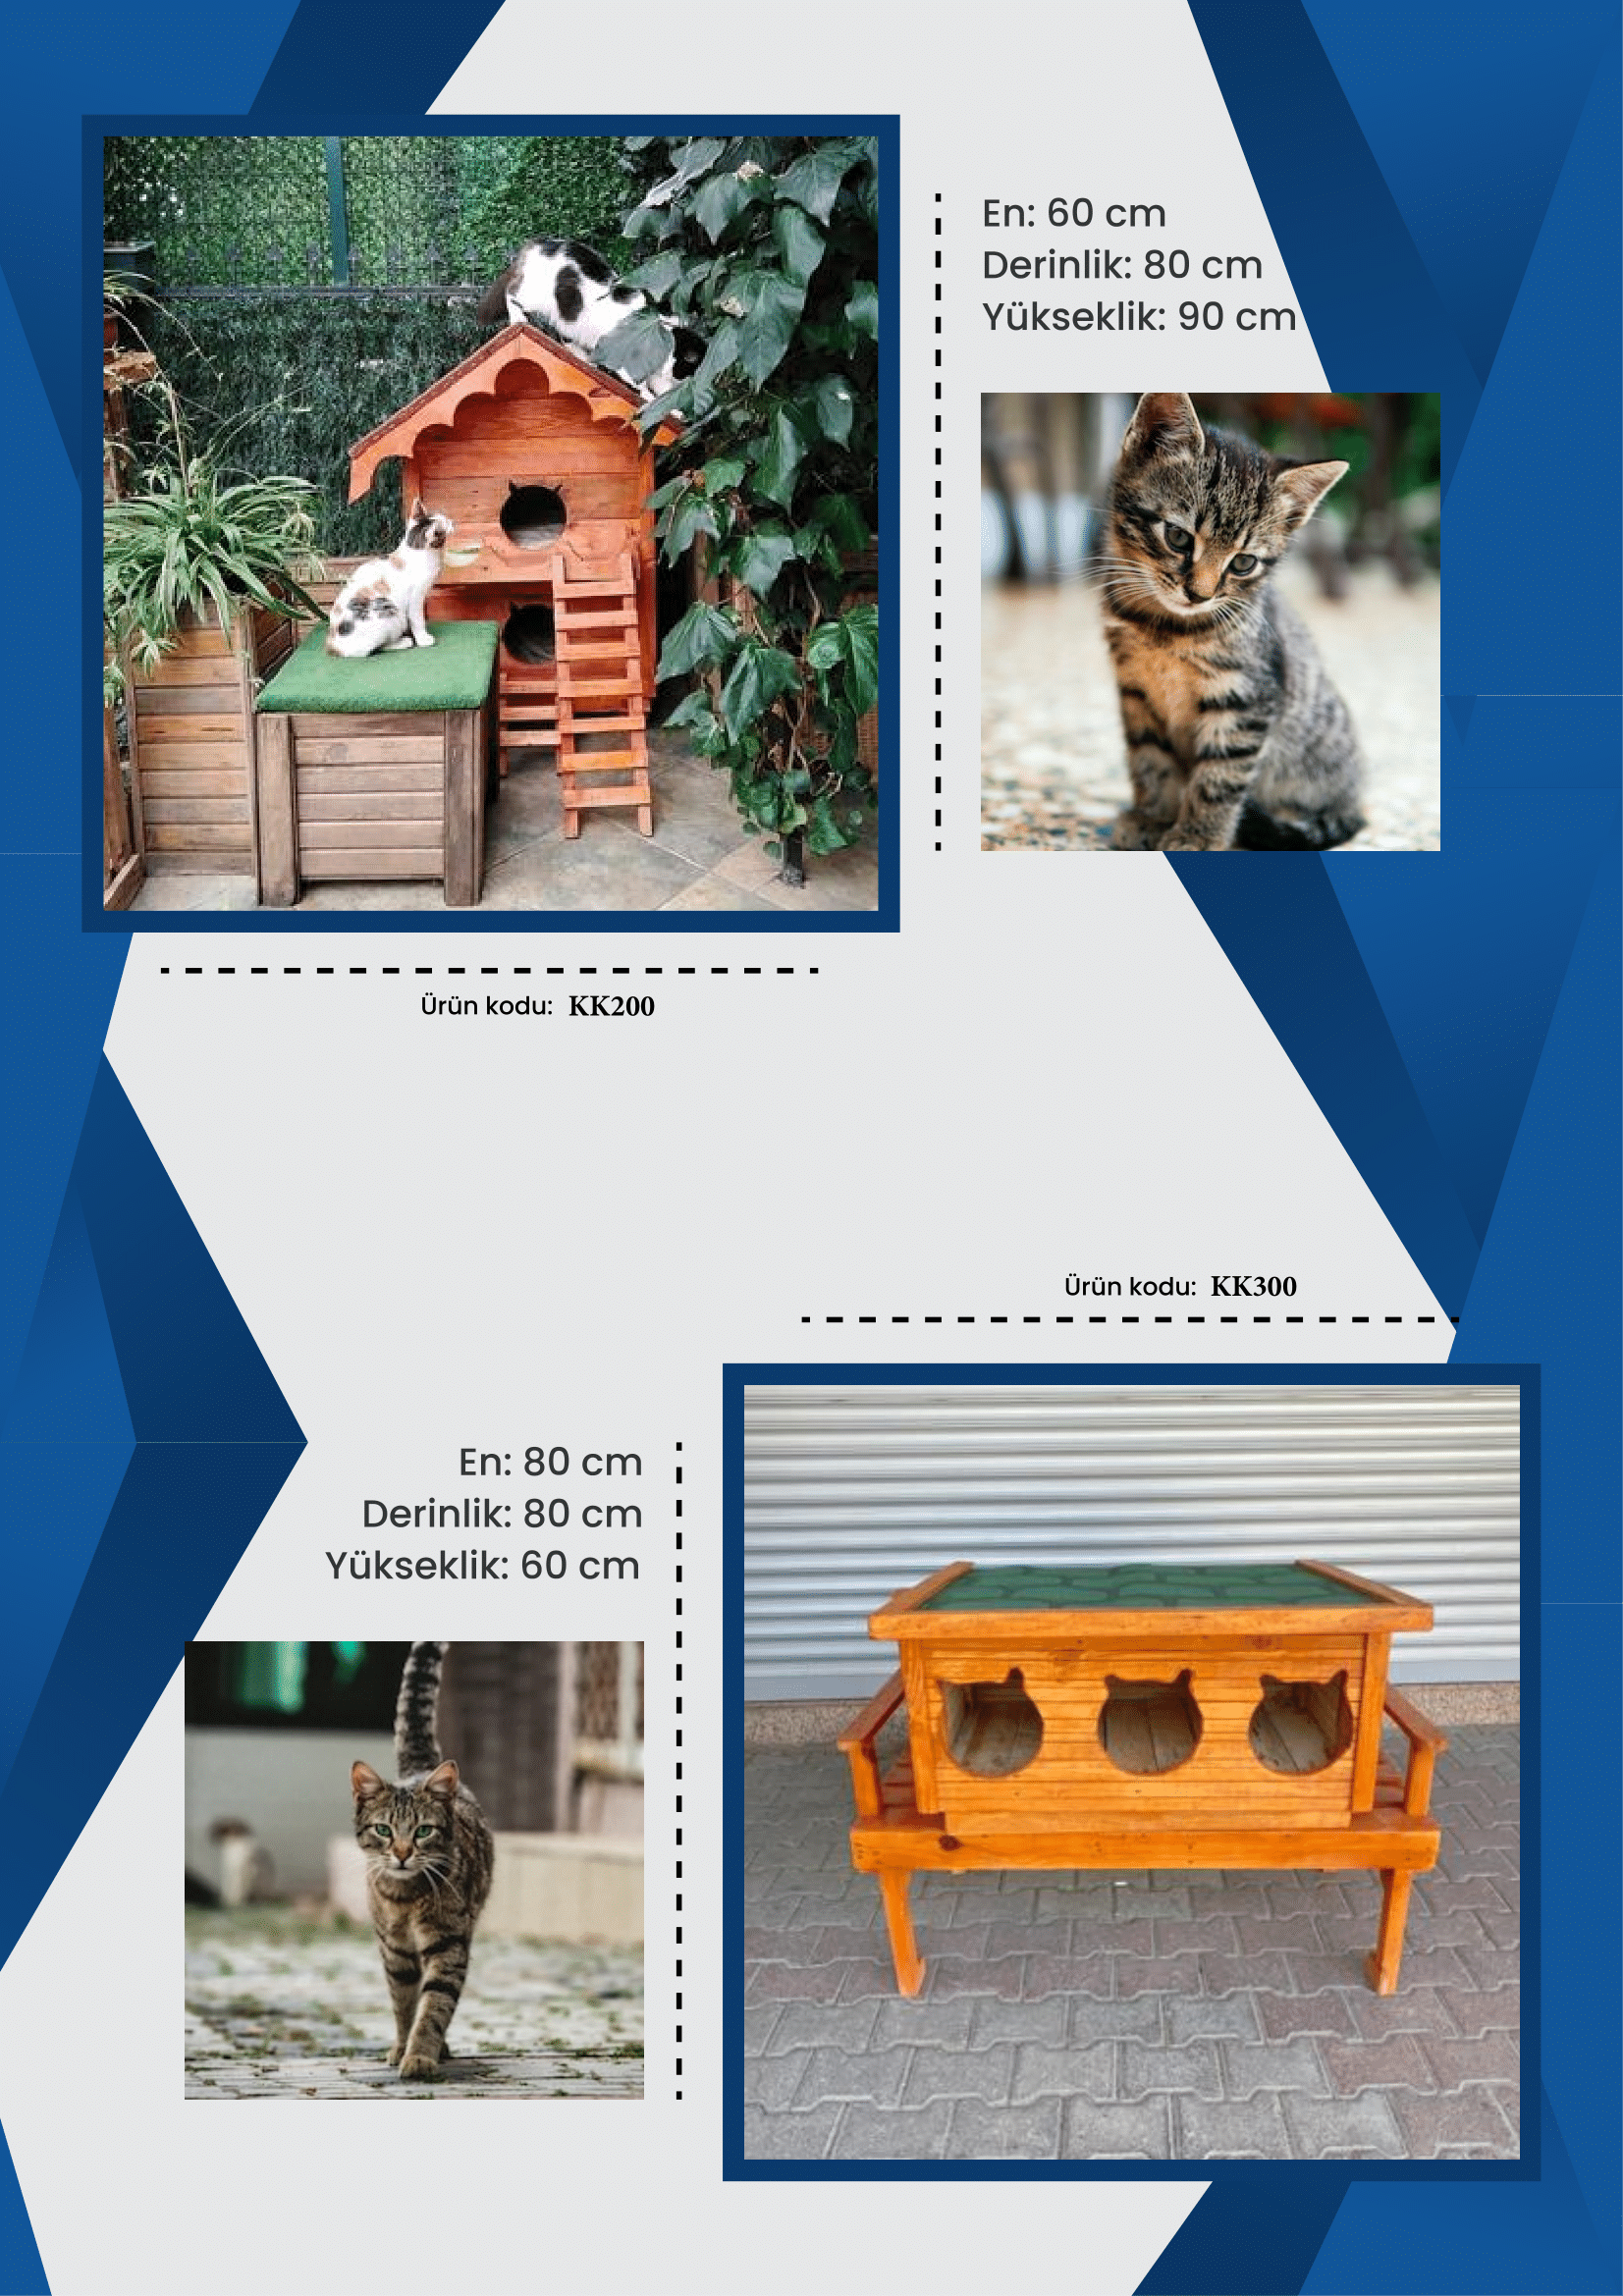 En: 60 cm
Derinlik: 80 cm
Yükseklik: 90 cm
Ürün kodu: KK200
Ürün kodu: KK300
En: 80 cm
Derinlik: 80 cm
Yükseklik: 60 cm